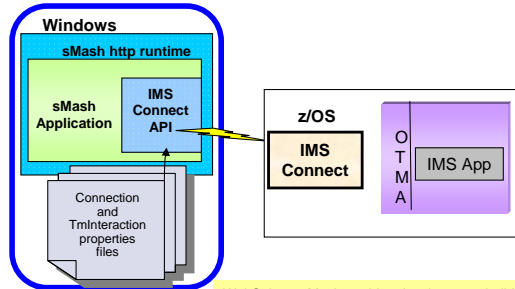 Windows
sMash http runtime
sMash
Application
IMS
Connect
API
Connection
and
TmInteraction
properties
files
z/OS
IMS
Connect
O
T
M
A
IMS App